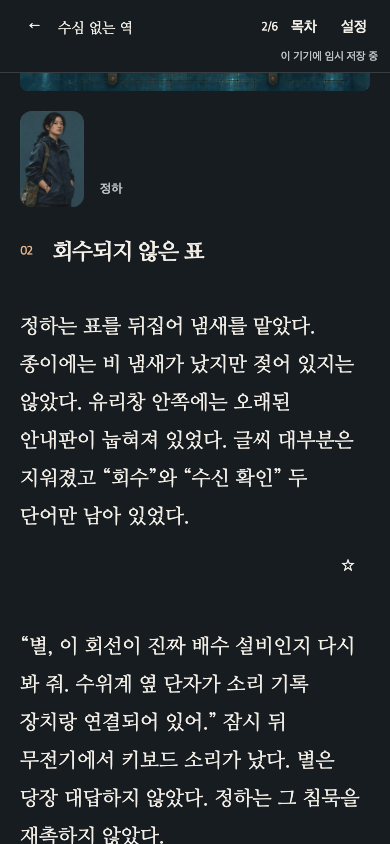 ← 수심 없는 역
2/6 목차 설정
이 기기에 임시 저장 중
정하
02 회수되지 않은 표
정하는 표를 뒤집어 냄새를 맡았다.
종이에는 비 냄새가 났지만 젖어 있지는
않았다. 유리창 안쪽에는 오래된
안내판이 눕혀져 있었다. 글씨 대부분은
지워졌고 “회수”와 “수신 확인” 두
단어만 남아 있었다.
☆
“별, 이 회선이 진짜 배수 설비인지 다시
봐 줘. 수위계 옆 단자가 소리 기록
장치랑 연결되어 있어.” 잠시 뒤
무전기에서 키보드 소리가 났다. 별은
당장 대답하지 않았다. 정하는 그 침묵을
재촉하지 않았다.